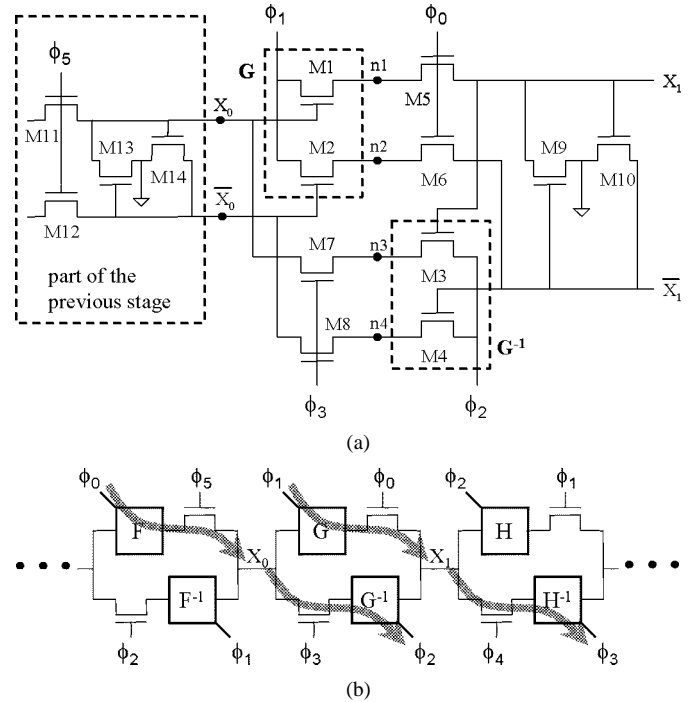 ϕ₁
ϕ₀
ϕ₅
G
M1
n1
M5
X₁
M11
X₀
M13
M14
M2
n2
M6
M9
M10
M12
X̅₀
M7
n3
M3
X̅₁
part of the
previous stage
M8
n4
M4
G⁻¹
ϕ₃
ϕ₂
(a)
ϕ₀
ϕ₅
ϕ₁
ϕ₀
ϕ₂
ϕ₁
F
G
H
X₀
X₁
F⁻¹
G⁻¹
H⁻¹
ϕ₂
ϕ₁
ϕ₃
ϕ₂
ϕ₄
ϕ₃
(b)